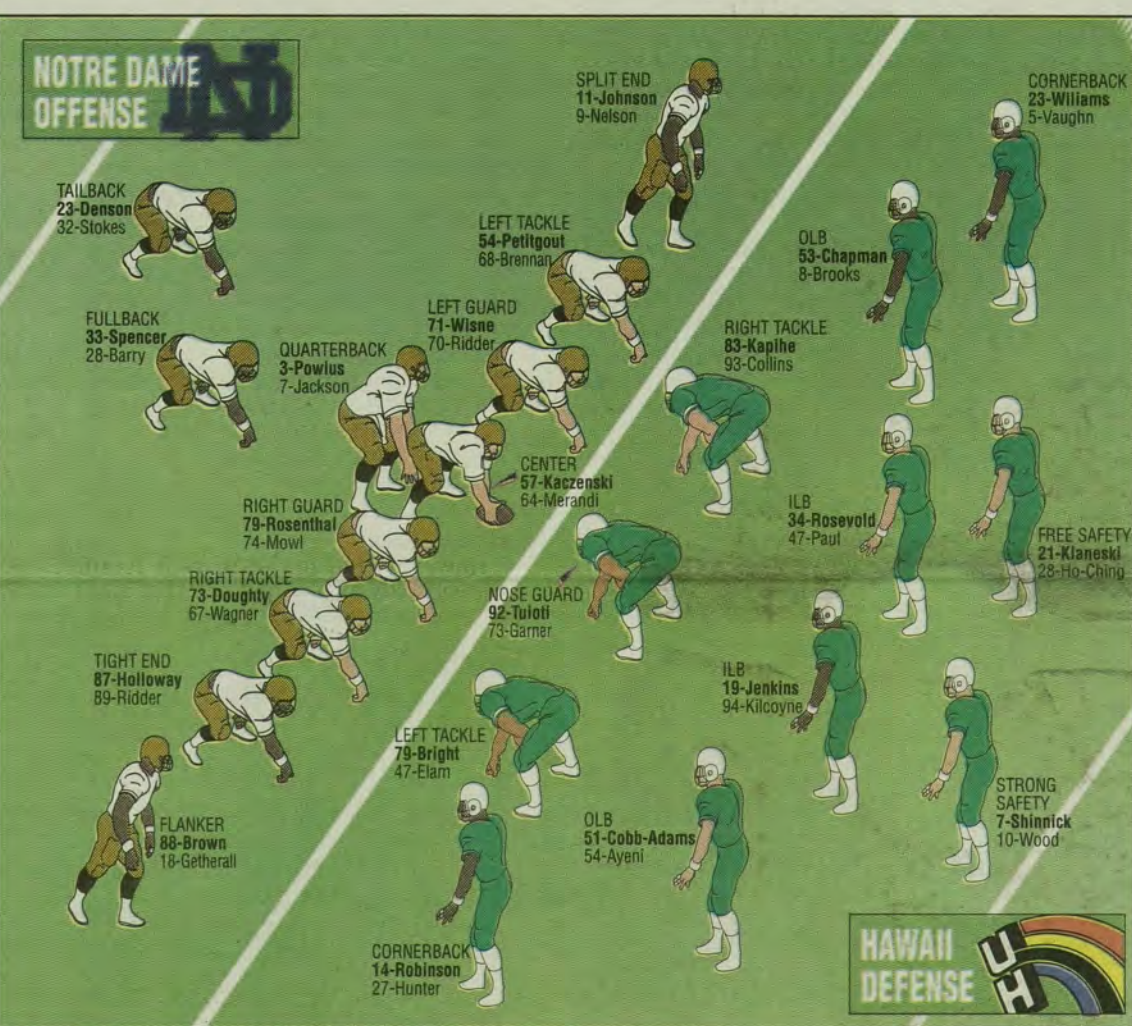 NOTRE DAME
OFFENSE
ND
SPLIT END
11-Johnson
9-Nelson
CORNERBACK
23-Wiliams
5-Vaughn
TAILBACK
23-Denson
32-Stokes
LEFT TACKLE
54-Petitgout
68-Brennan
OLB
53-Chapman
8-Brooks
FULLBACK
33-Spencer
28-Barry
LEFT GUARD
71-Wisne
70-Ridder
QUARTERBACK
3-Powlus
7-Jackson
RIGHT TACKLE
83-Kapihe
93-Collins
CENTER
57-Kaczenski
64-Merandi
RIGHT GUARD
79-Rosenthal
74-Mowl
ILB
34-Rosevold
47-Paul
FREE SAFETY
21-Klaneski
28-Ho-Ching
RIGHT TACKLE
73-Doughty
67-Wagner
NOSE GUARD
92-Tuioti
73-Garner
TIGHT END
87-Holloway
89-Ridder
ILB
19-Jenkins
94-Kilcoyne
LEFT TACKLE
79-Bright
47-Elam
STRONG
SAFETY
7-Shinnick
10-Wood
FLANKER
88-Brown
18-Getherall
OLB
51-Cobb-Adams
54-Ayeni
CORNERBACK
14-Robinson
27-Hunter
HAWAII
DEFENSE
UH